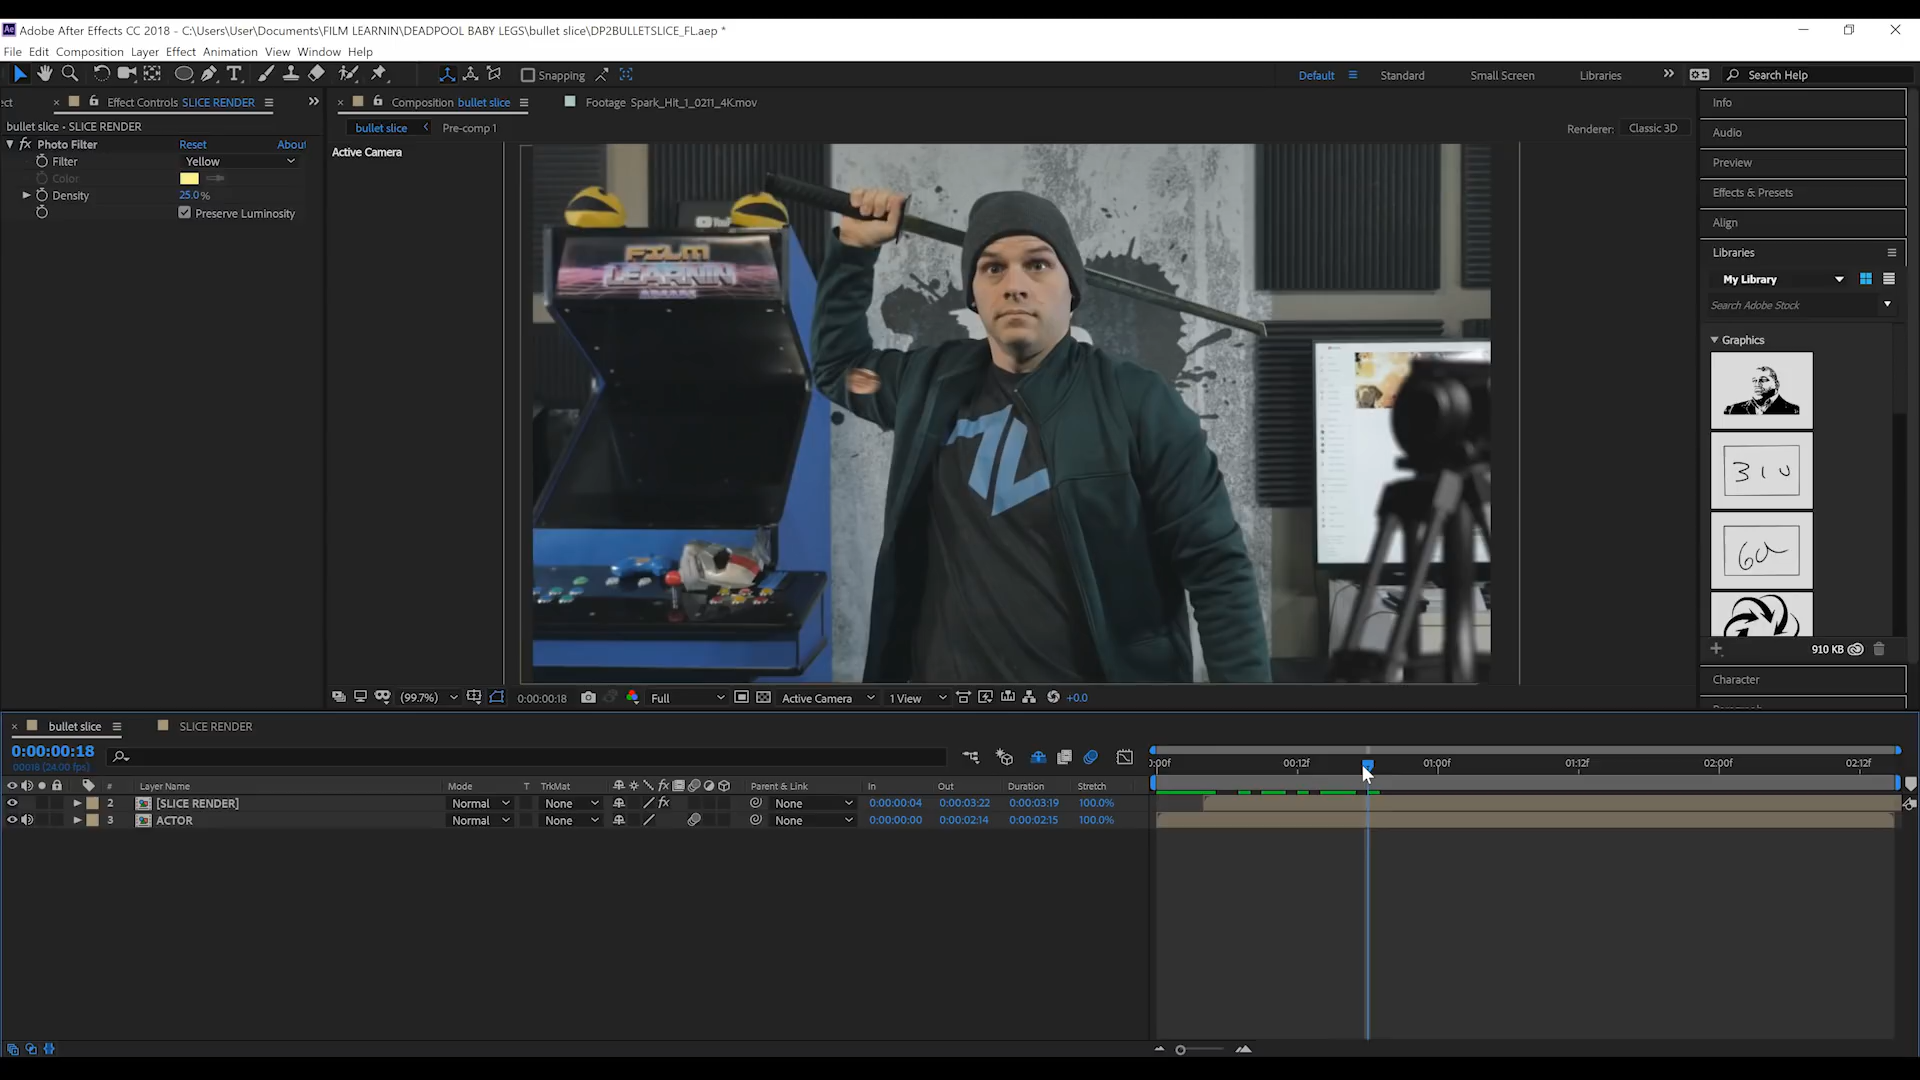 Adobe After Effects CC 2018 - C:\Users\User\Documents\FILM LEARNIN\DEADPOOL BABY LEGS\bullet slice\DP2BULLETSLICE_FL.aep *
File Edit Composition Layer Effect Animation View Window Help
Snapping
Default Standard Small Screen Libraries Search Help
ect Effect Controls SLICE RENDER
Composition bullet slice
Footage Spark_Hit_1_0211_4K.mov
bullet slice - SLICE RENDER
bullet slice Pre-comp 1
Renderer: Classic 3D
Photo Filter Reset About
Filter Yellow
Color
Density 25.0 %
Preserve Luminosity
Active Camera
YouT
FILM
LEARNIN
ARCADE
Info
Audio
Preview
Effects & Presets
Align
Libraries
My Library
Search Adobe Stock
Graphics
910 KB
Character
Paragraph
(99.7%) 0:00:00:18 Full Active Camera 1 View +0.0
bullet slice SLICE RENDER
0:00:00:18
00018 (24.00 fps)
# Layer Name Mode T TrkMat Parent & Link In Out Duration Stretch
2 [SLICE RENDER] Normal None None 0:00:00:04 0:00:03:22 0:00:03:19 100.0%
3 ACTOR Normal None None 0:00:00:00 0:00:02:14 0:00:02:15 100.0%
):00f 00:12f 01:00f 01:12f 02:00f 02:12f